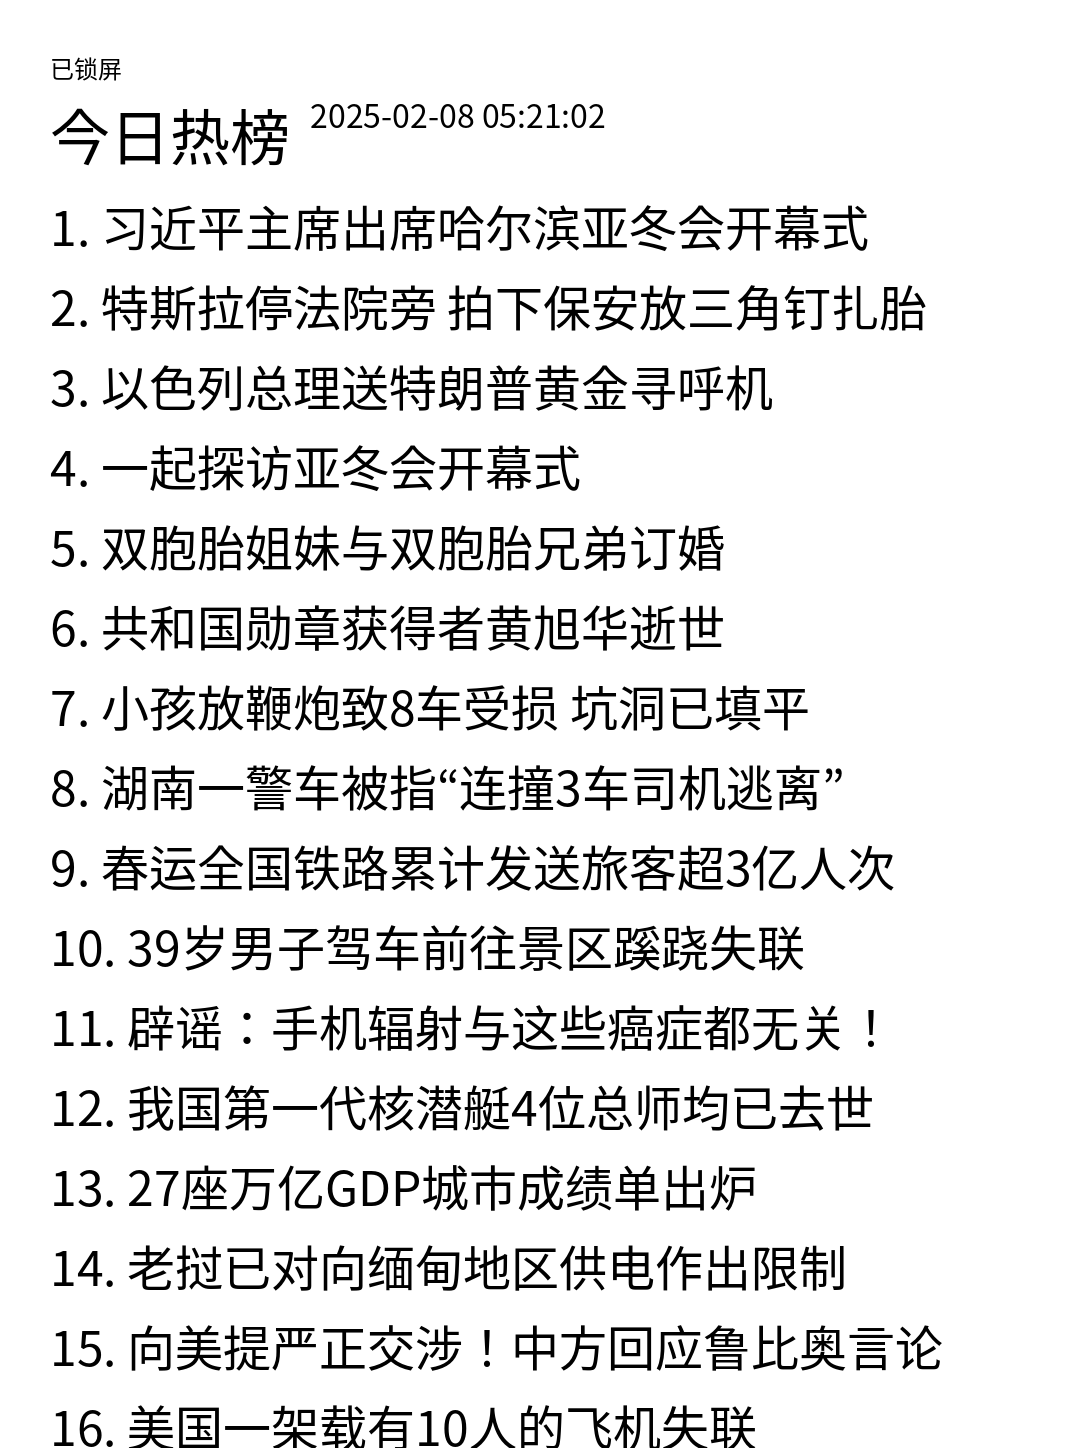 已锁屏
今日热榜 2025-02-08 05:21:02
1. 习近平主席出席哈尔滨亚冬会开幕式
2. 特斯拉停法院旁 拍下保安放三角钉扎胎
3. 以色列总理送特朗普黄金寻呼机
4. 一起探访亚冬会开幕式
5. 双胞胎姐妹与双胞胎兄弟订婚
6. 共和国勋章获得者黄旭华逝世
7. 小孩放鞭炮致8车受损 坑洞已填平
8. 湖南一警车被指“连撞3车司机逃离”
9. 春运全国铁路累计发送旅客超3亿人次
10. 39岁男子驾车前往景区蹊跷失联
11. 辟谣：手机辐射与这些癌症都无关！
12. 我国第一代核潜艇4位总师均已去世
13. 27座万亿GDP城市成绩单出炉
14. 老挝已对向缅甸地区供电作出限制
15. 向美提严正交涉！中方回应鲁比奥言论
16. 美国一架载有10人的飞机失联